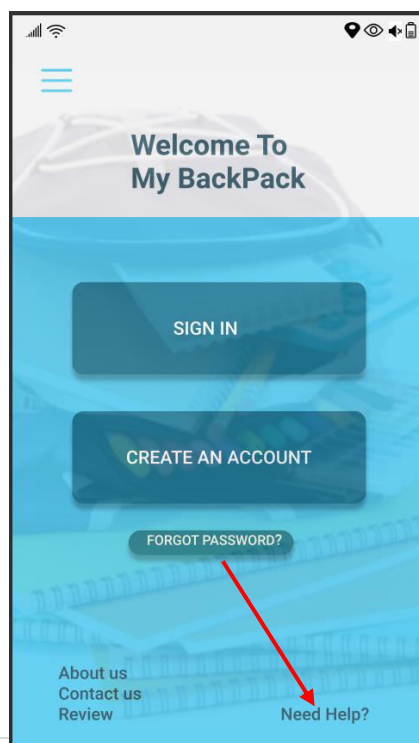 Welcome To
My BackPack
SIGN IN
CREATE AN ACCOUNT
FORGOT PASSWORD?
About us
Contact us
Review
Need Help?